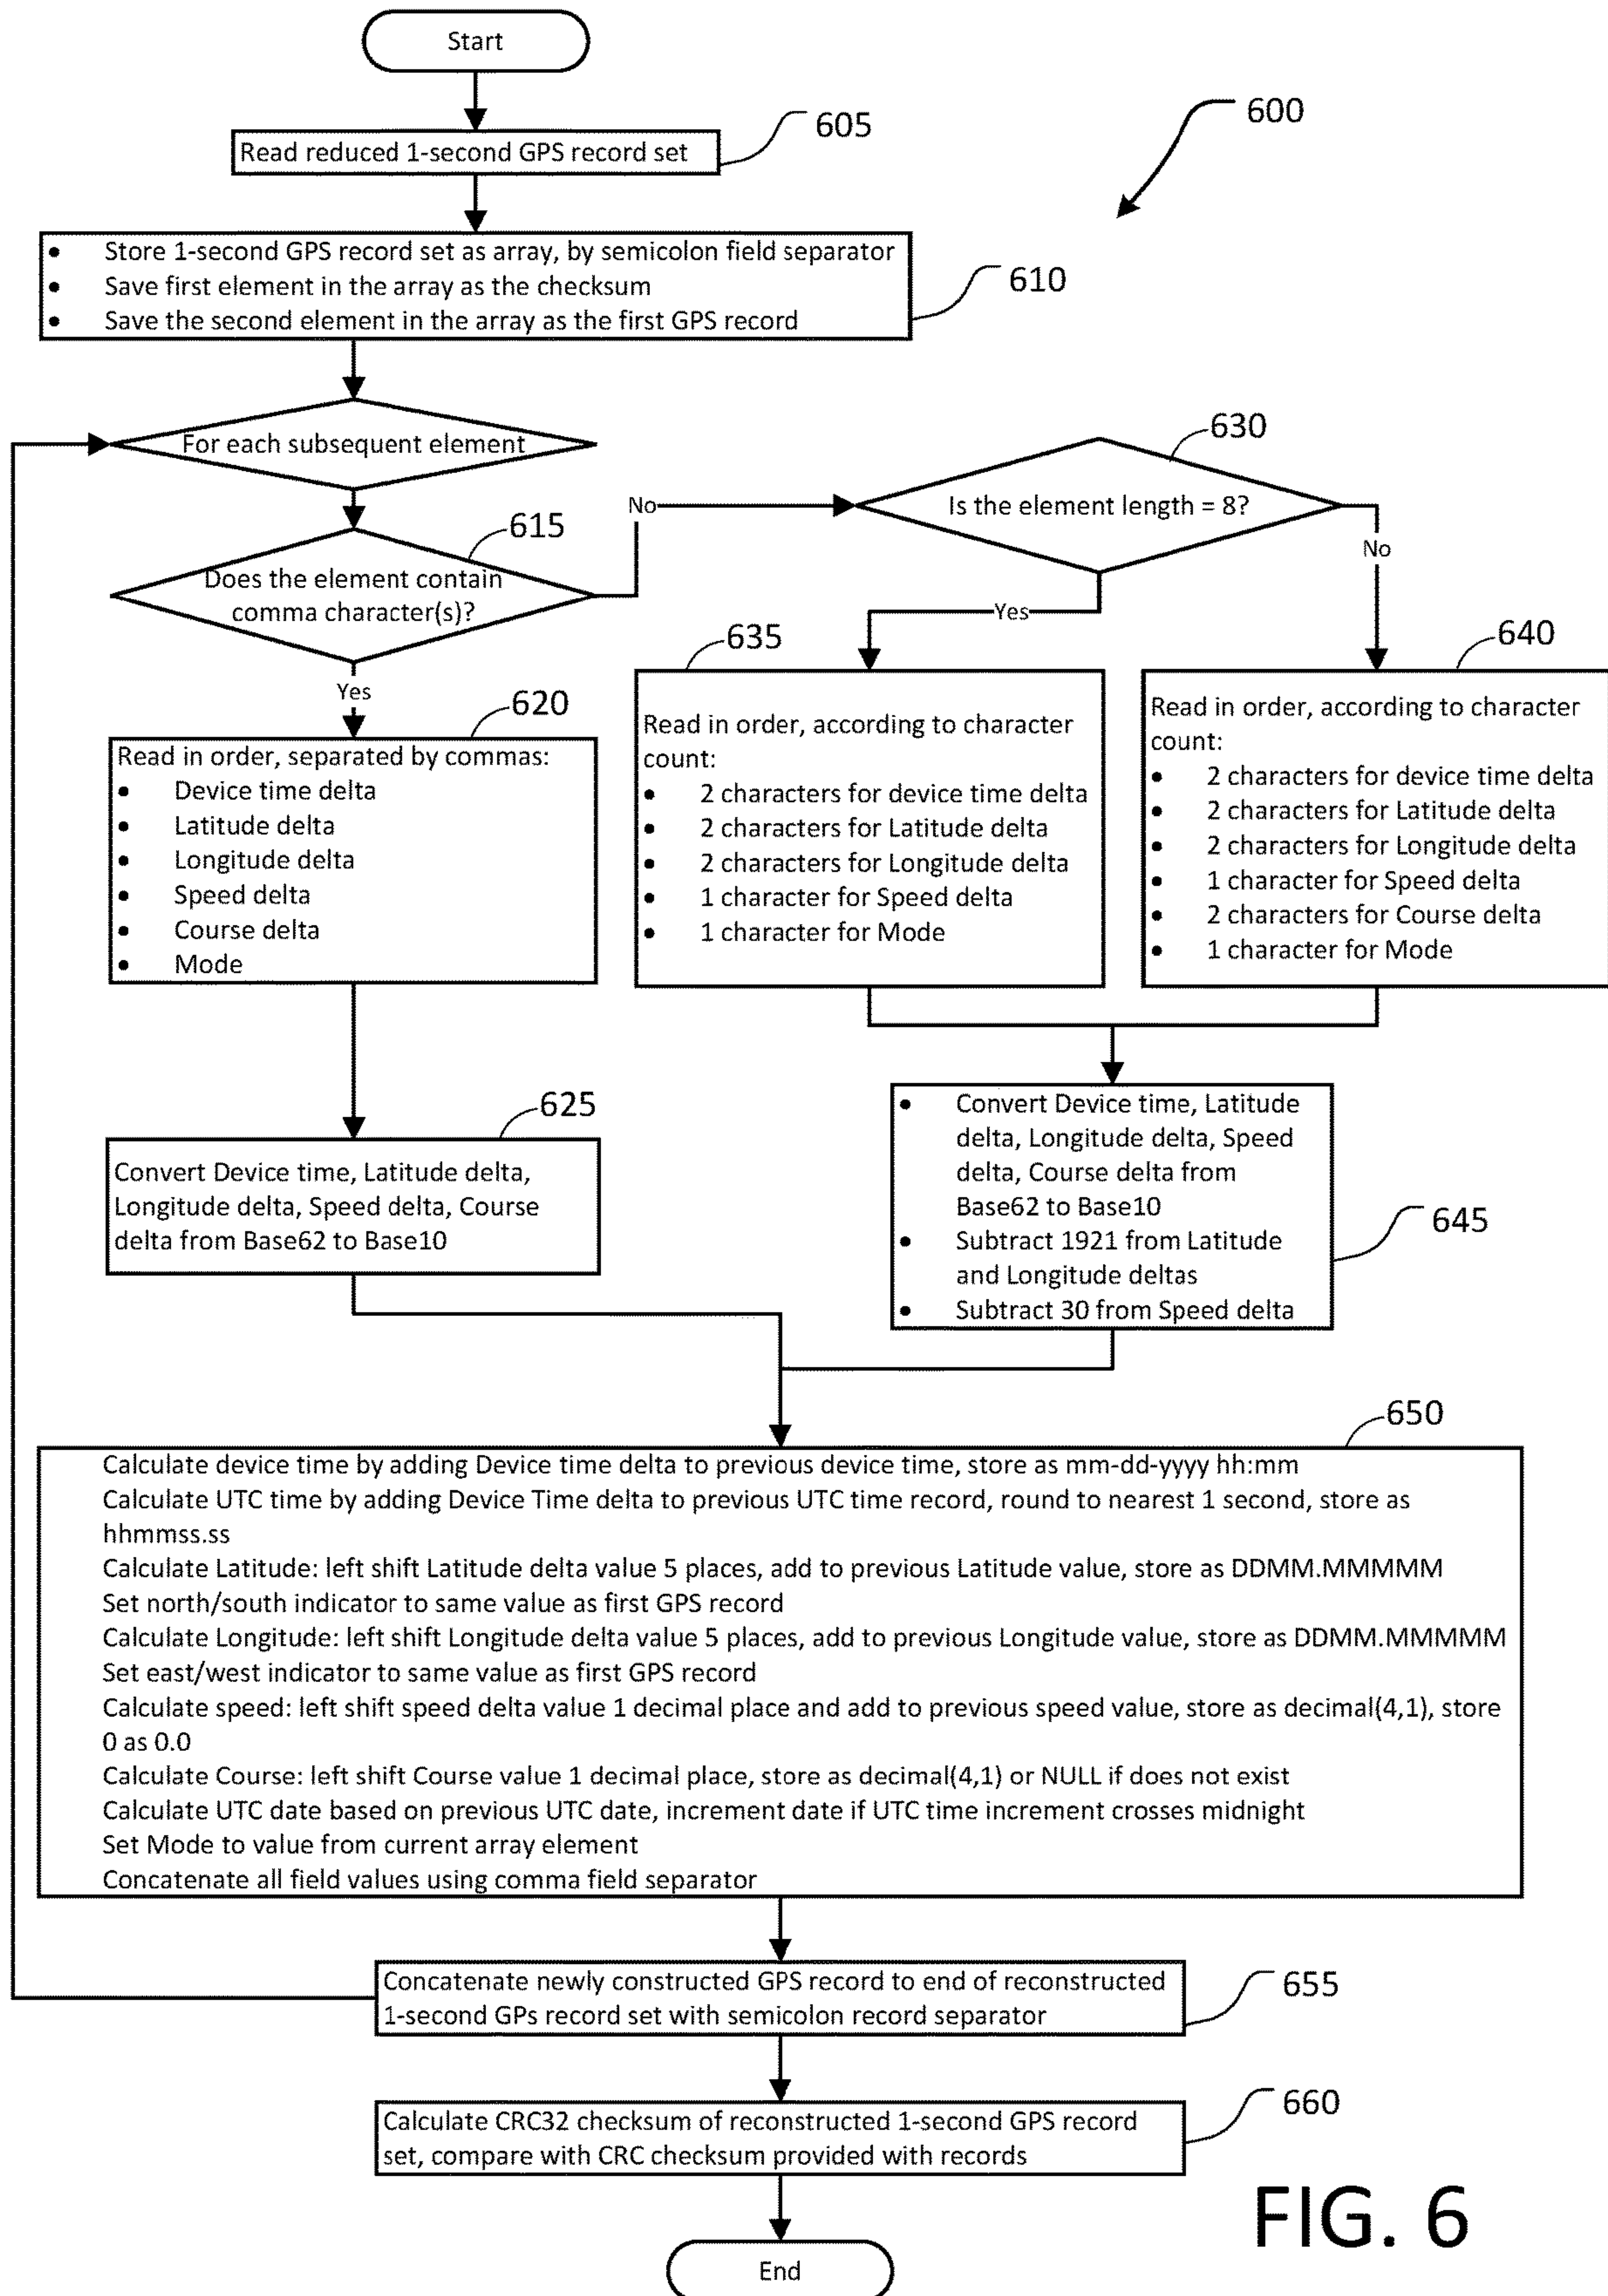 Start
600
605
Read reduced 1-second GPS record set
• Store 1-second GPS record set as array, by semicolon field separator
• Save first element in the array as the checksum
• Save the second element in the array as the first GPS record
610
For each subsequent element
615
Does the element contain
comma character(s)?
No
Yes
630
Is the element length = 8?
Yes
No
620
Read in order, separated by commas:
• Device time delta
• Latitude delta
• Longitude delta
• Speed delta
• Course delta
• Mode
635
Read in order, according to character
count:
• 2 characters for device time delta
• 2 characters for Latitude delta
• 2 characters for Longitude delta
• 1 character for Speed delta
• 1 character for Mode
640
Read in order, according to character
count:
• 2 characters for device time delta
• 2 characters for Latitude delta
• 2 characters for Longitude delta
• 1 character for Speed delta
• 2 characters for Course delta
• 1 character for Mode
625
Convert Device time, Latitude delta,
Longitude delta, Speed delta, Course
delta from Base62 to Base10
• Convert Device time, Latitude
delta, Longitude delta, Speed
delta, Course delta from
Base62 to Base10
• Subtract 1921 from Latitude
and Longitude deltas
• Subtract 30 from Speed delta
645
650
Calculate device time by adding Device time delta to previous device time, store as mm-dd-yyyy hh:mm
Calculate UTC time by adding Device Time delta to previous UTC time record, round to nearest 1 second, store as
hhmmss.ss
Calculate Latitude: left shift Latitude delta value 5 places, add to previous Latitude value, store as DDMM.MMMMM
Set north/south indicator to same value as first GPS record
Calculate Longitude: left shift Longitude delta value 5 places, add to previous Longitude value, store as DDMM.MMMMM
Set east/west indicator to same value as first GPS record
Calculate speed: left shift speed delta value 1 decimal place and add to previous speed value, store as decimal(4,1), store
0 as 0.0
Calculate Course: left shift Course value 1 decimal place, store as decimal(4,1) or NULL if does not exist
Calculate UTC date based on previous UTC date, increment date if UTC time increment crosses midnight
Set Mode to value from current array element
Concatenate all field values using comma field separator
Concatenate newly constructed GPS record to end of reconstructed
1-second GPs record set with semicolon record separator
655
Calculate CRC32 checksum of reconstructed 1-second GPS record
set, compare with CRC checksum provided with records
660
End
FIG. 6